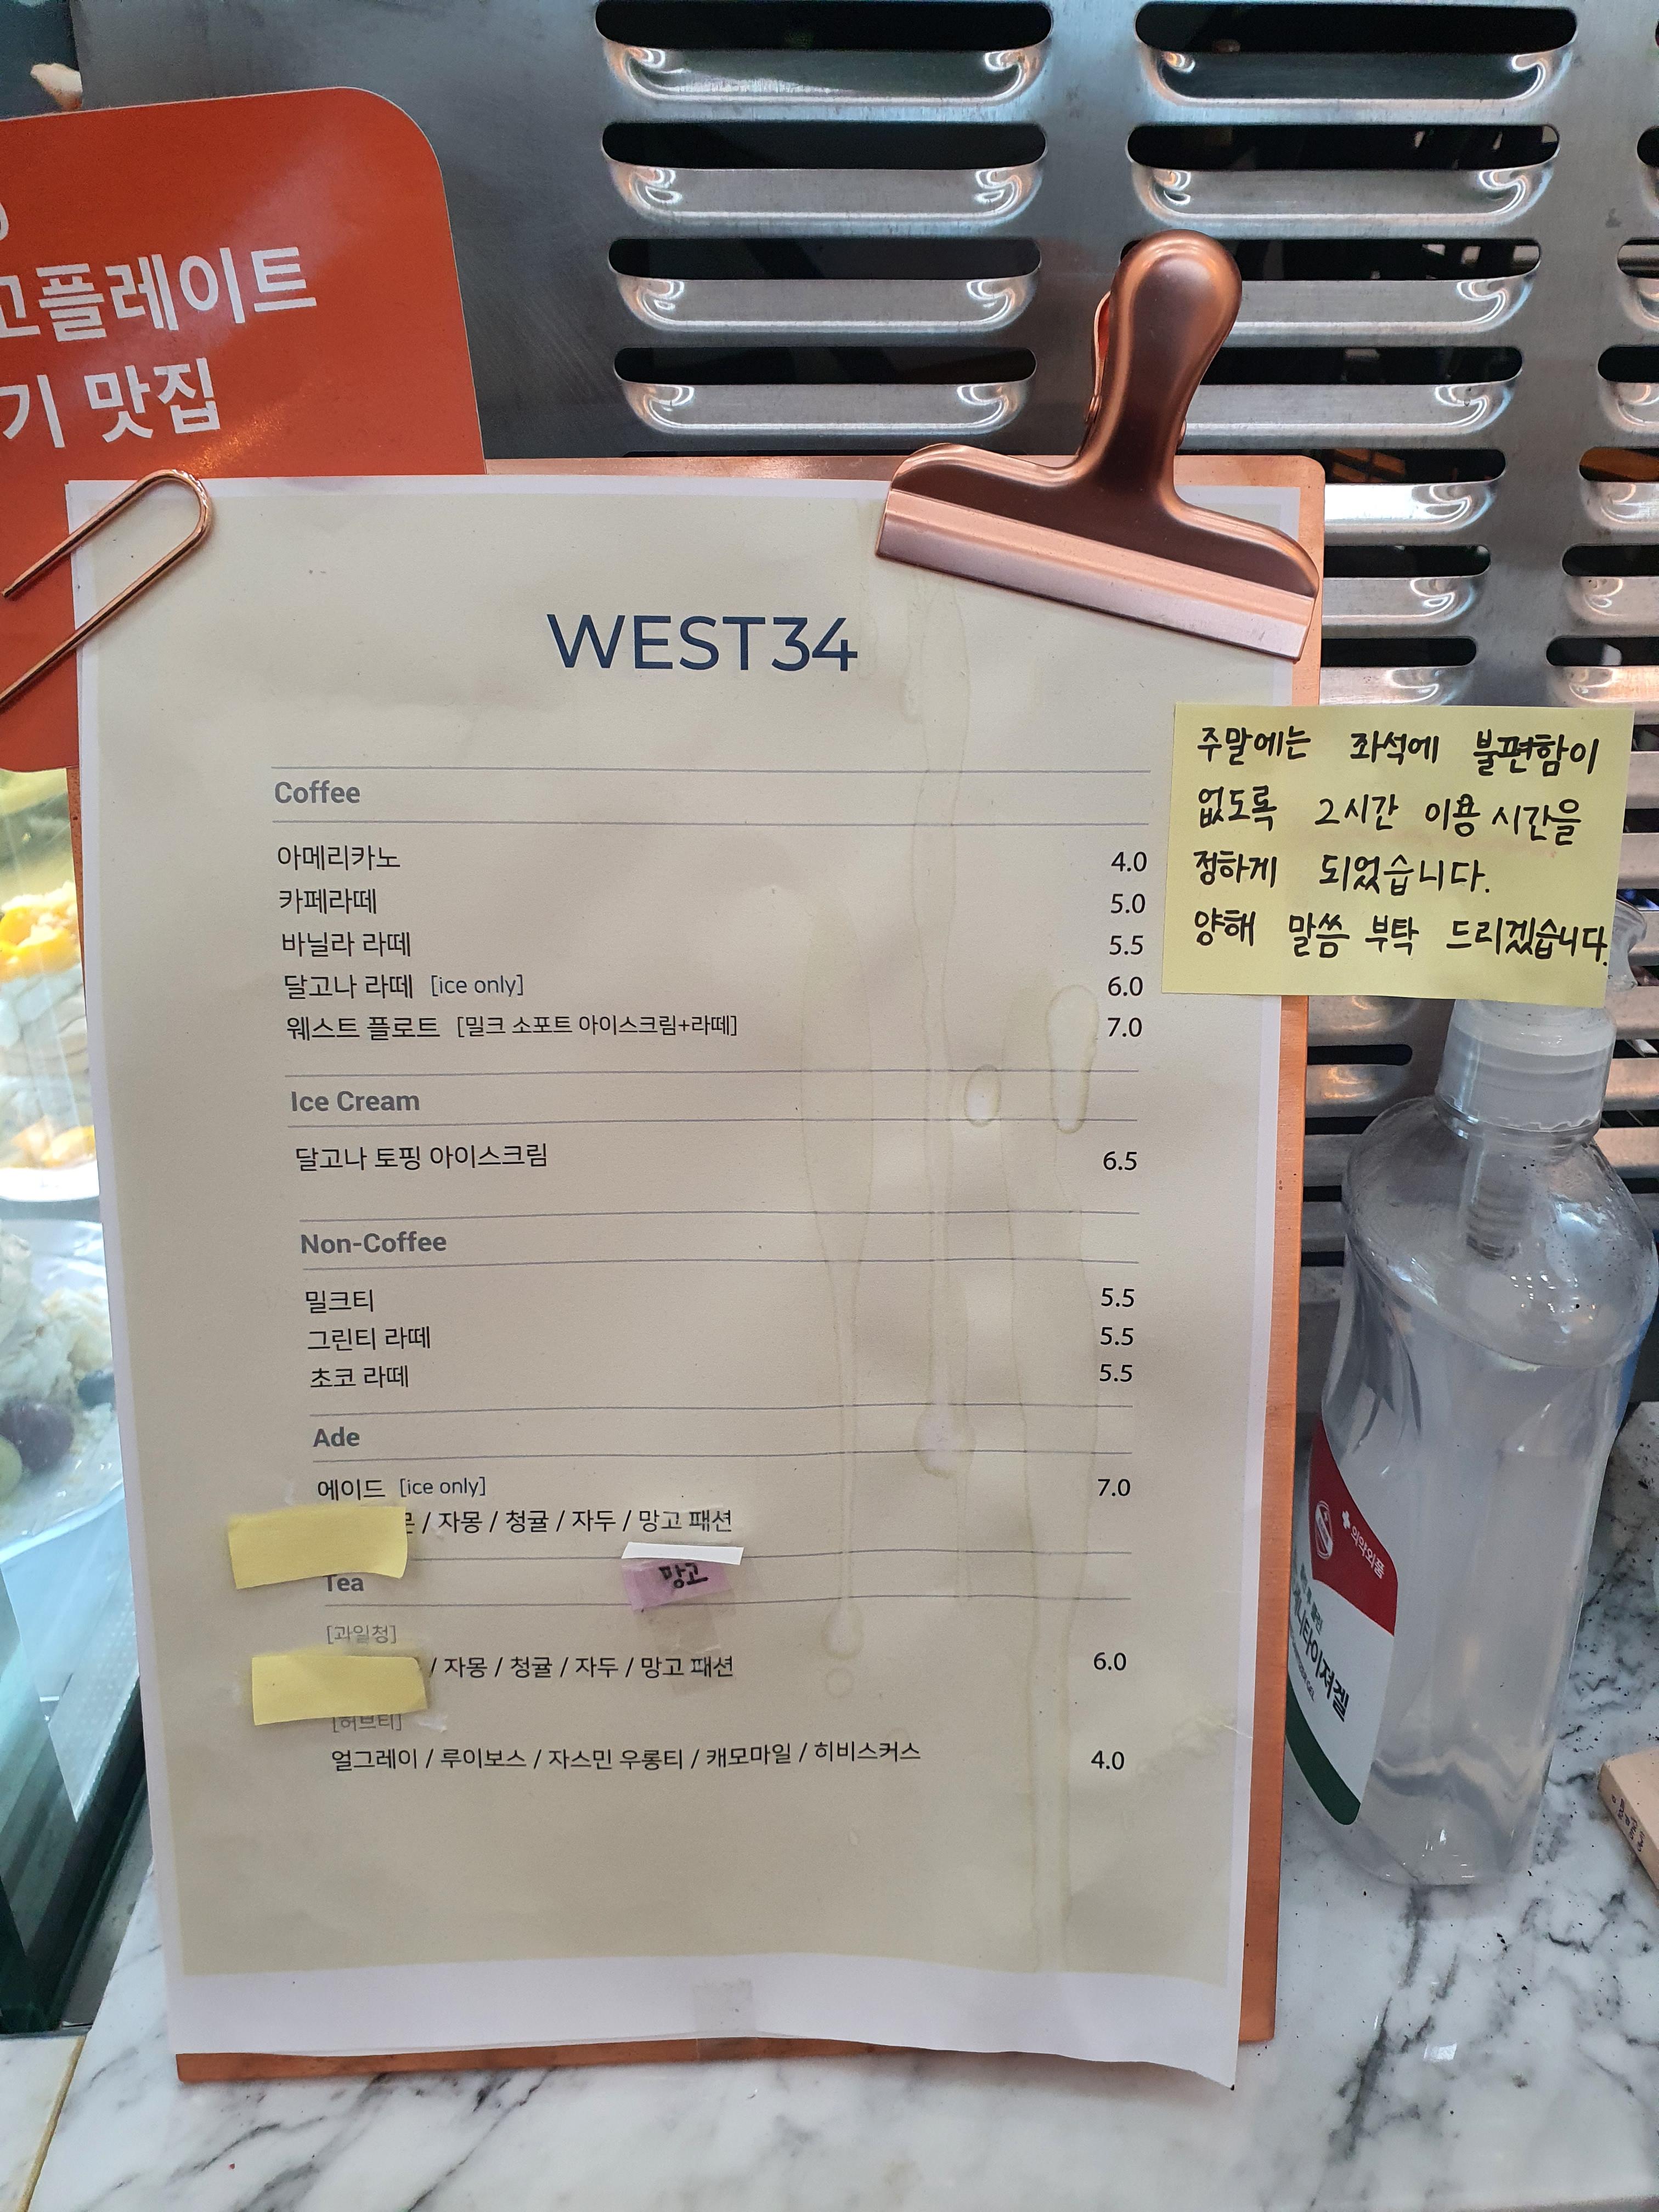 고플레이트
기 맛집
WEST34
Coffee
아메리카노 4.0
카페라떼 5.0
바닐라 라떼 5.5
달고나 라떼 [ice only] 6.0
웨스트 플로트 [밀크 소포트 아이스크림+라떼] 7.0
Ice Cream
달고나 토핑 아이스크림 6.5
Non-Coffee
밀크티 5.5
그린티 라떼 5.5
초코 라떼 5.5
Ade
에이드 [ice only] 7.0
/ 자몽 / 청귤 / 자두 / 망고 패션
망고
Tea
[과일청]
/ 자몽 / 청귤 / 자두 / 망고 패션 6.0
[허브티]
얼그레이 / 루이보스 / 자스민 우롱티 / 캐모마일 / 히비스커스 4.0
주말에는 좌석에 불편함이
없도록 2시간 이용 시간을
정하게 되었습니다.
양해 말씀 부탁 드리겠습니다.
의약외품